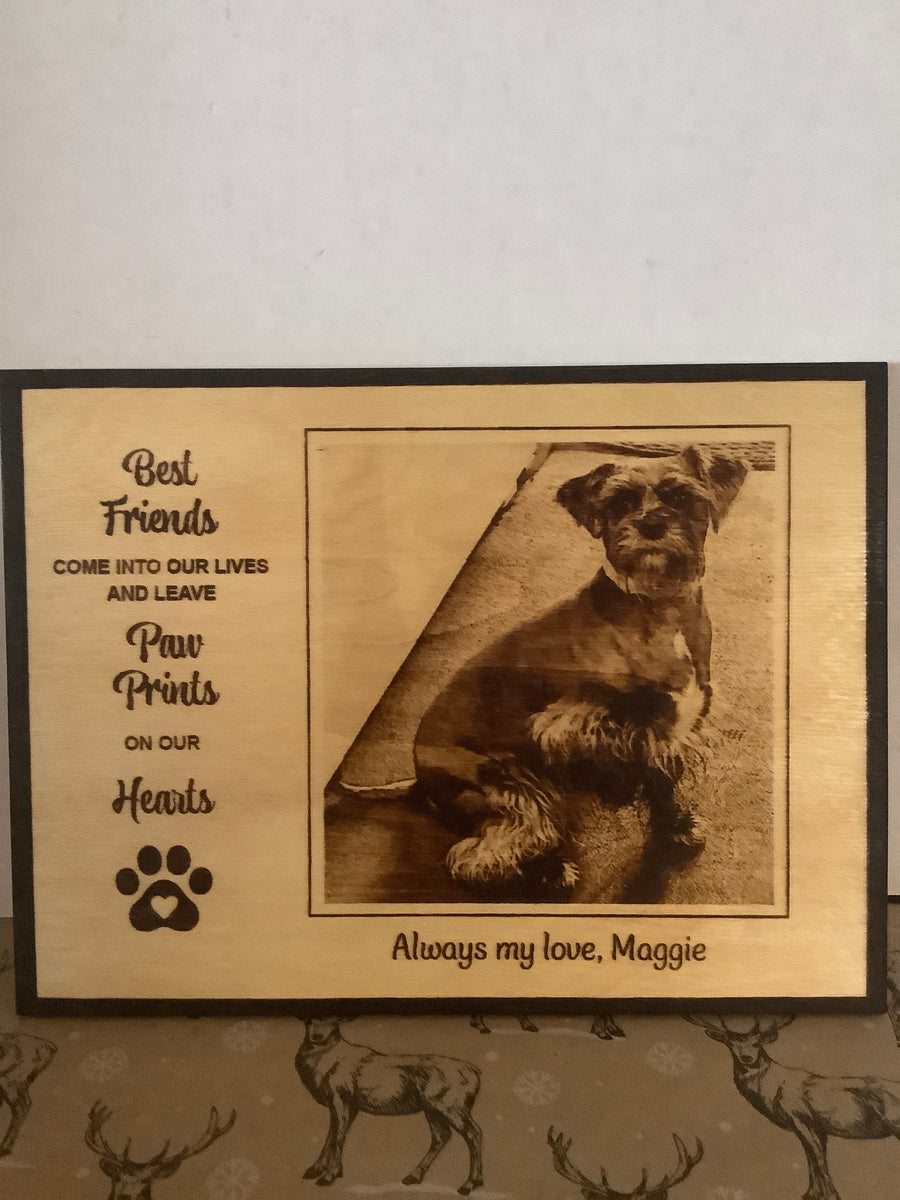 Best
Friends
COME INTO OUR LIVES
AND LEAVE
Paw
Prints
ON OUR
Hearts
Always my love, Maggie